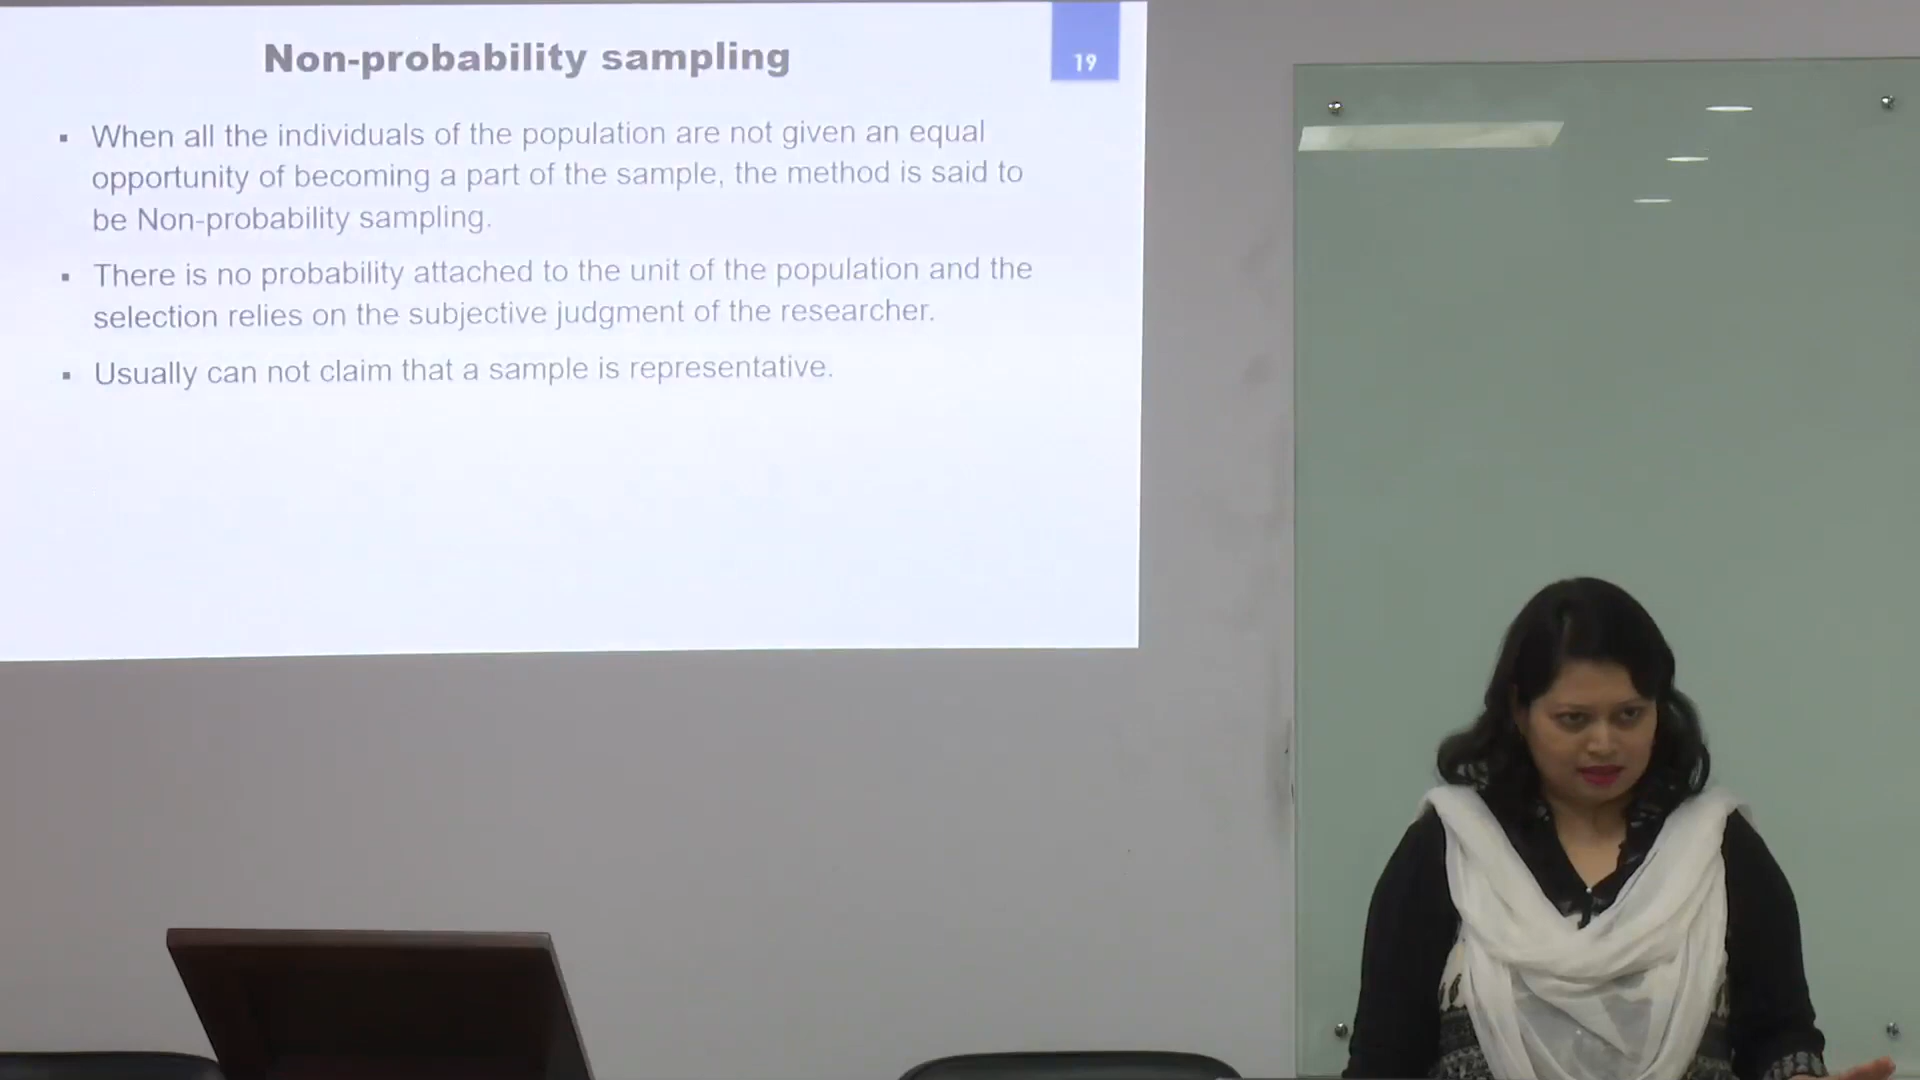 Non-probability sampling
19
▪ When all the individuals of the population are not given an equal
opportunity of becoming a part of the sample, the method is said to
be Non-probability sampling.
▪ There is no probability attached to the unit of the population and the
selection relies on the subjective judgment of the researcher.
▪ Usually can not claim that a sample is representative.